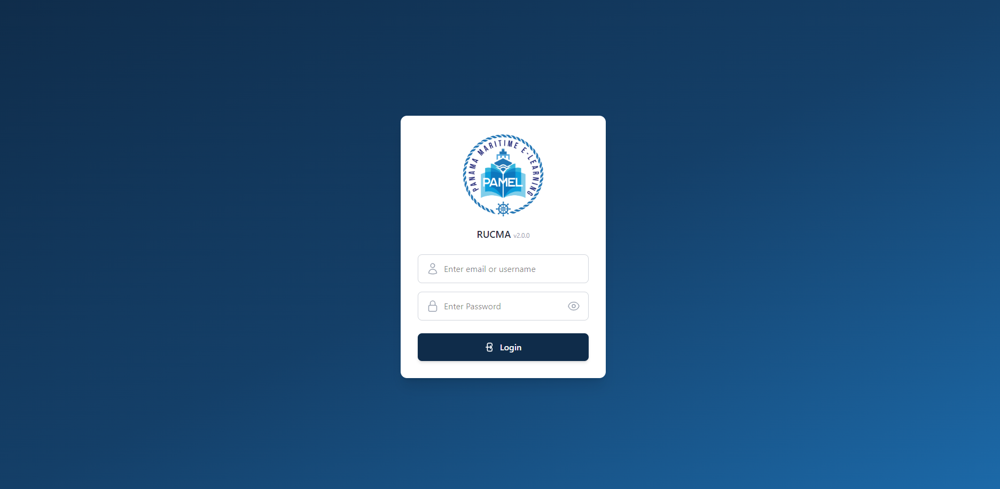 PANAMA MARITIME E-LEARNING
PAMEL
RUCMA v2.0.0
Enter email or username
Enter Password
Login